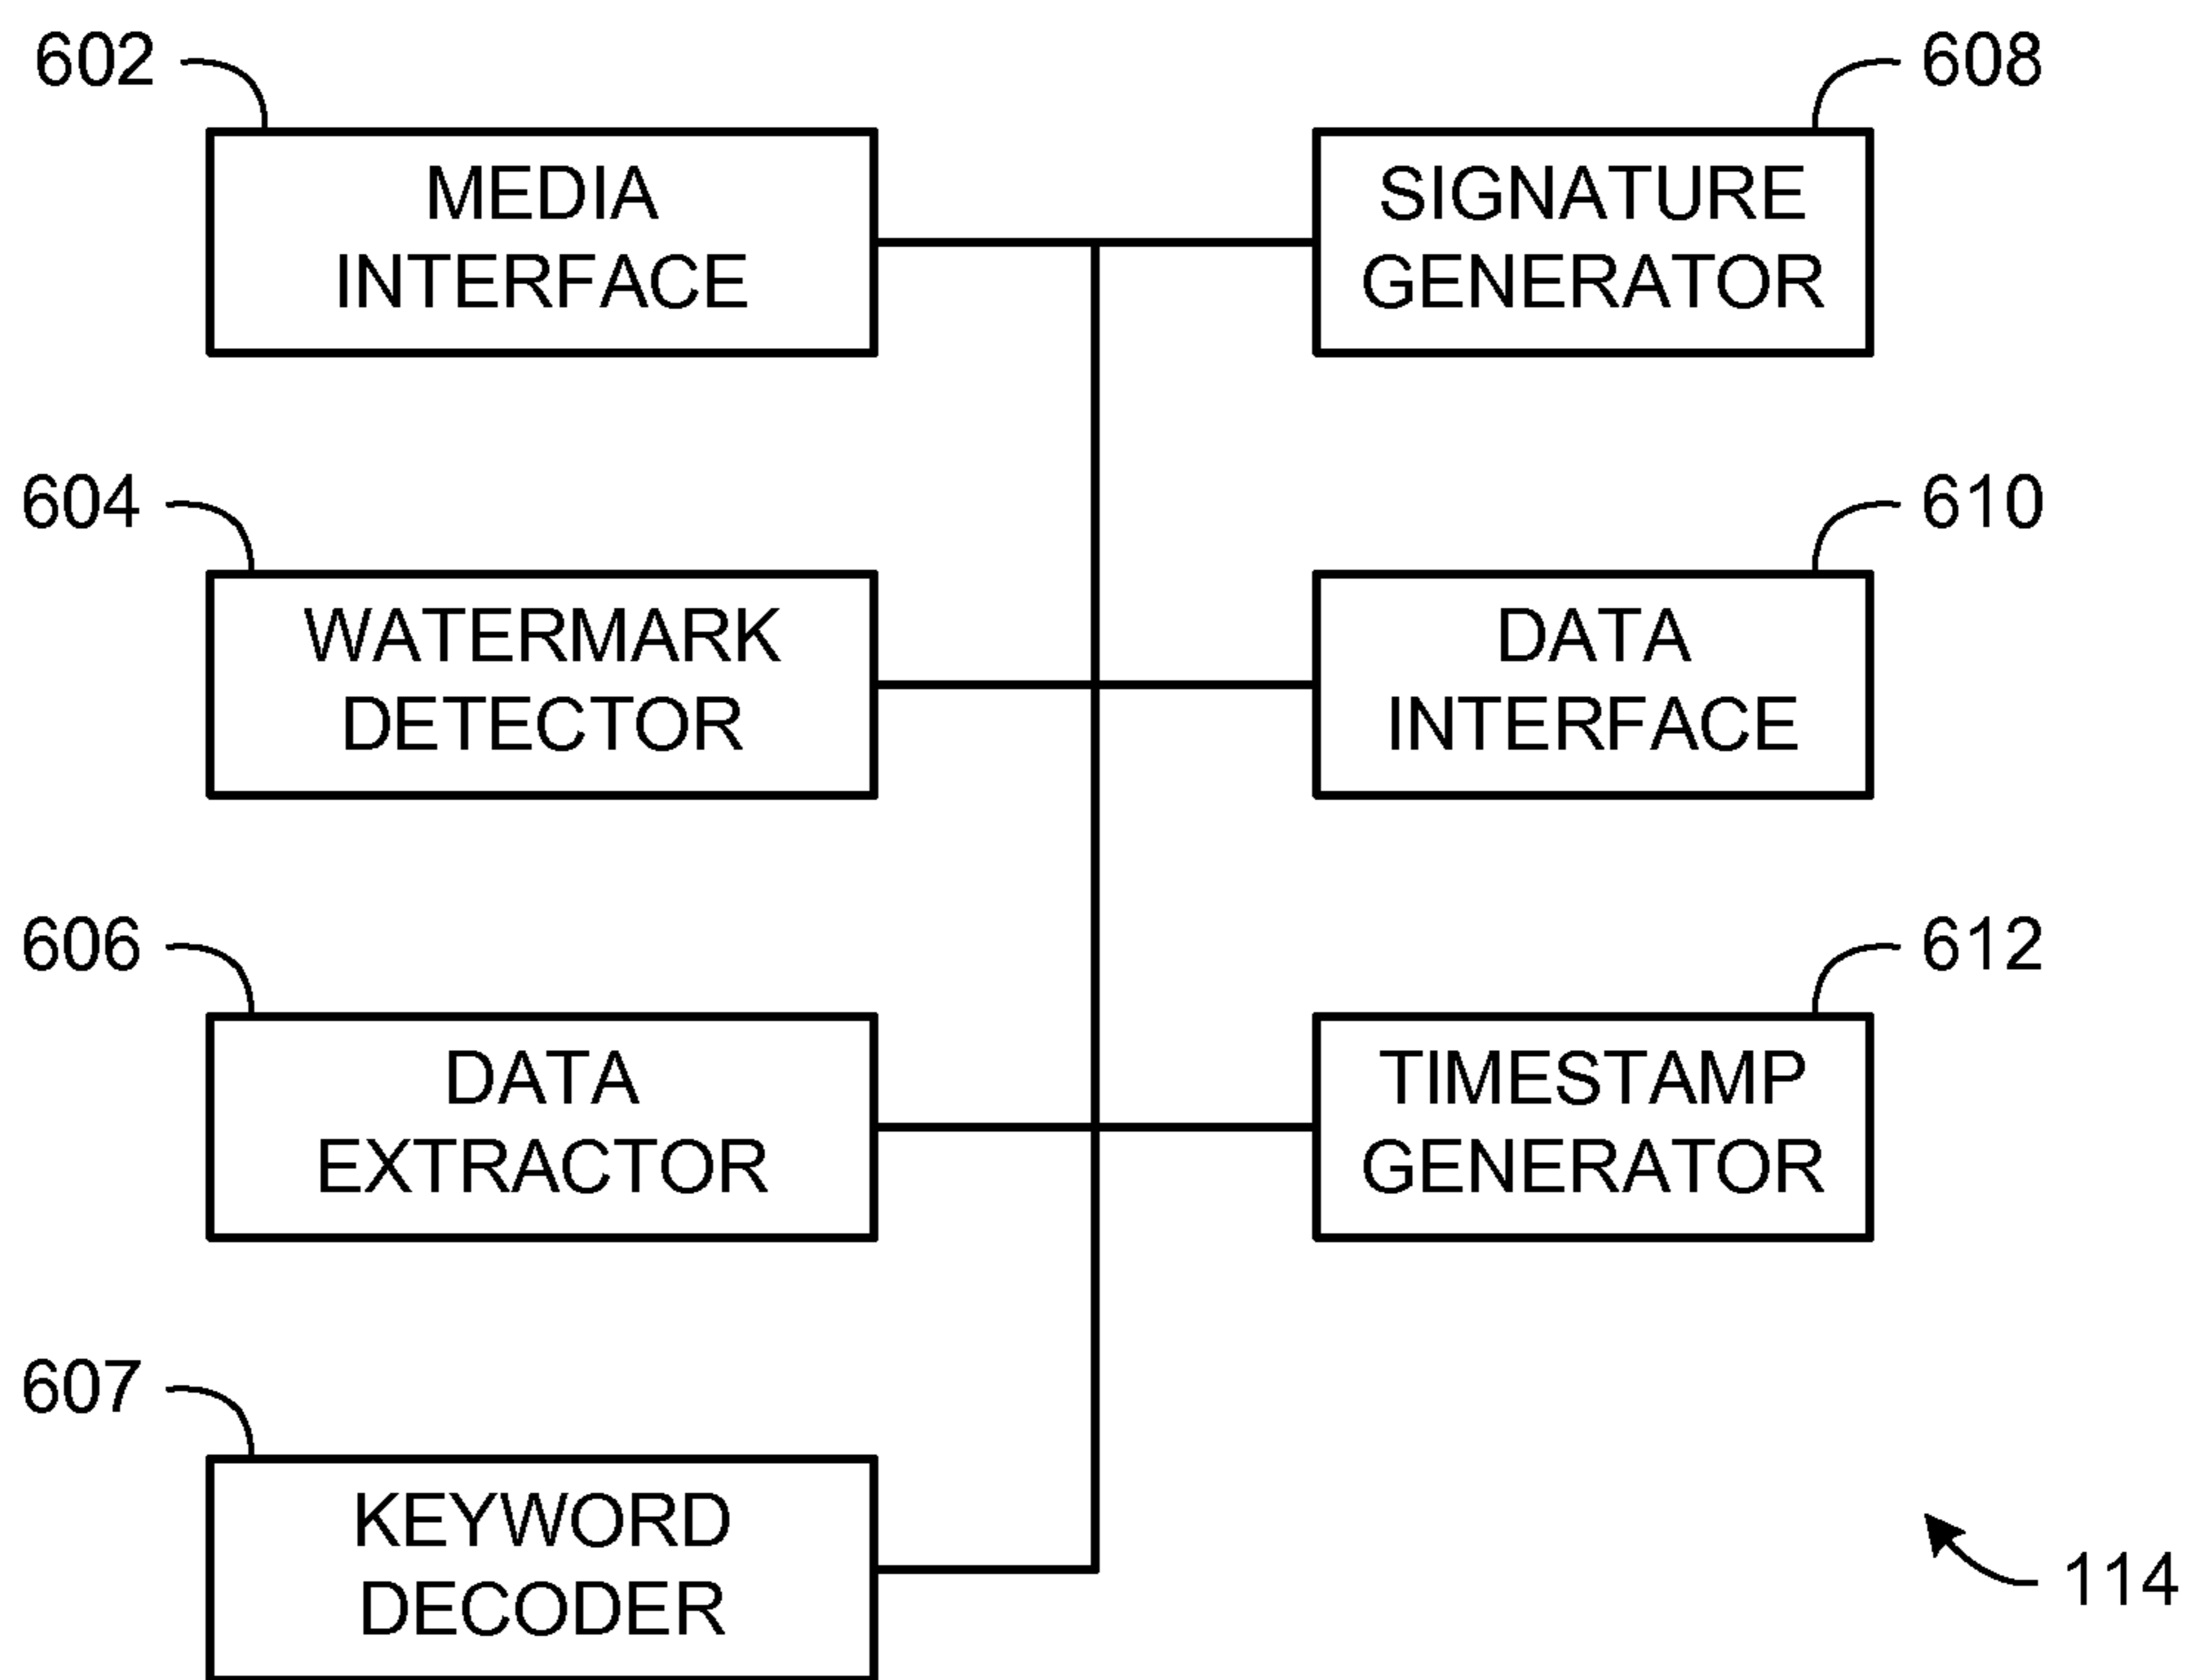 602
MEDIA
INTERFACE
608
SIGNATURE
GENERATOR
604
WATERMARK
DETECTOR
610
DATA
INTERFACE
606
DATA
EXTRACTOR
612
TIMESTAMP
GENERATOR
607
KEYWORD
DECODER
114